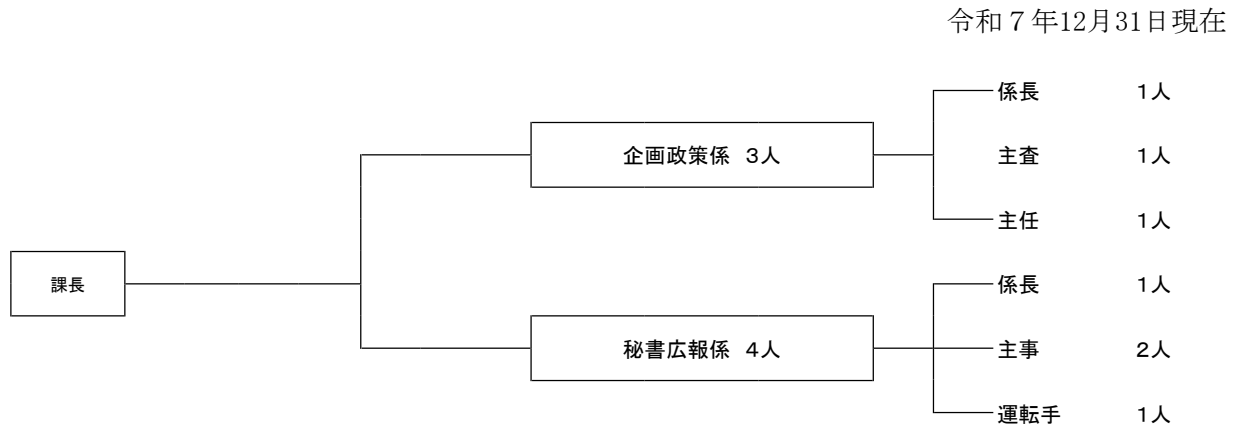 令和７年12月31日現在
係長　１人
企画政策係　３人
主査　１人
主任　１人
課長
係長　１人
秘書広報係　４人
主事　２人
運転手　１人